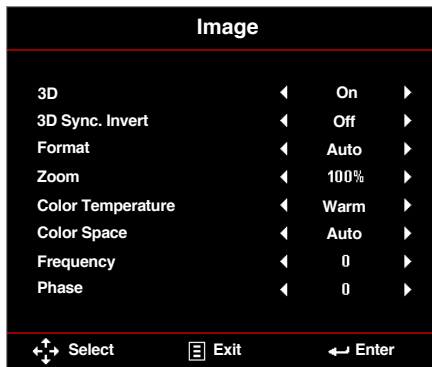 Image
3D On
3D Sync. Invert Off
Format Auto
Zoom 100%
Color Temperature Warm
Color Space Auto
Frequency 0
Phase 0
Select Exit Enter